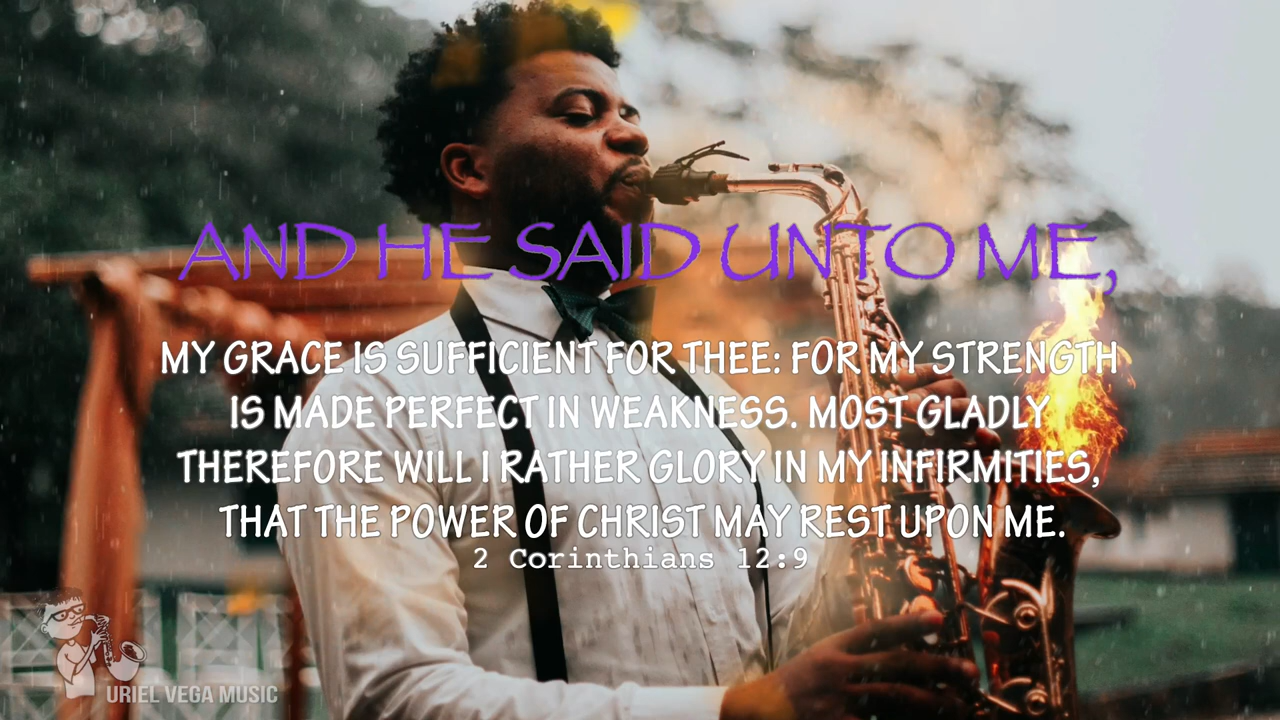 AND HE SAID UNTO ME,
MY GRACE IS SUFFICIENT FOR THEE: FOR MY STRENGTH
IS MADE PERFECT IN WEAKNESS. MOST GLADLY
THEREFORE WILL I RATHER GLORY IN MY INFIRMITIES,
THAT THE POWER OF CHRIST MAY REST UPON ME.
2 Corinthians 12:9
URIEL VEGA MUSIC